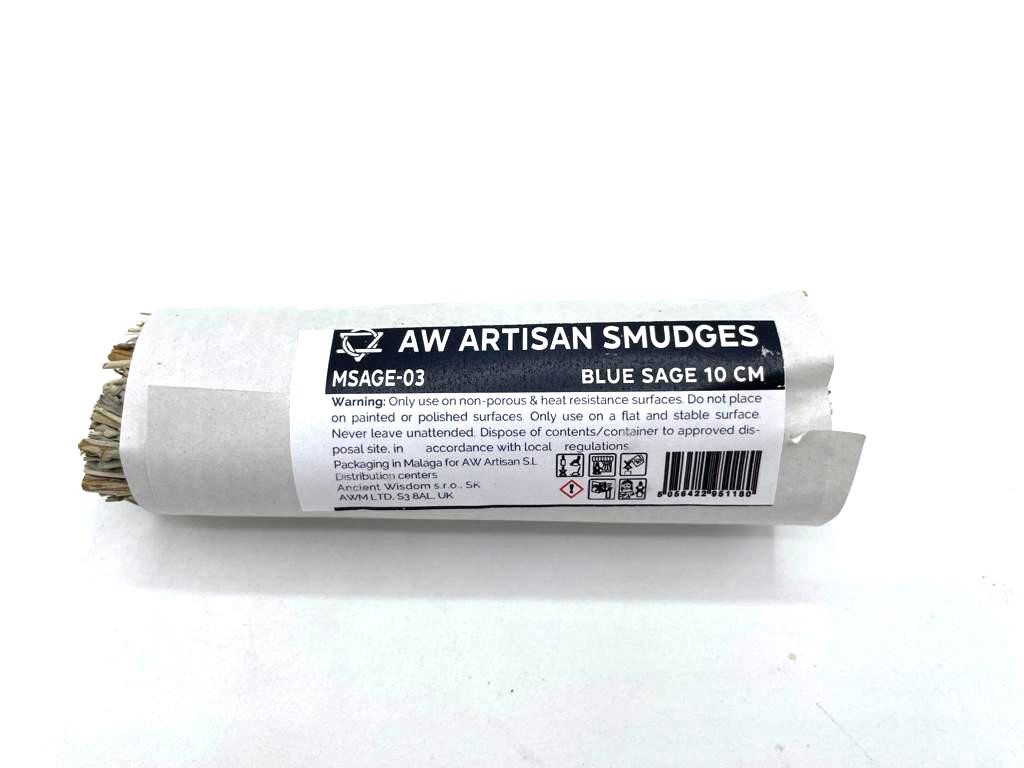 AW ARTISAN SMUDGES
MSAGE-03 BLUE SAGE 10 CM
Warning: Only use on non-porous & heat resistance surfaces. Do not place
on painted or polished surfaces. Only use on a flat and stable surface.
Never leave unattended. Dispose of contents/container to approved dis-
posal site, in accordance with local regulations.
Packaging in Malaga for AW Artisan S.L
Distribution centers
Ancient Wisdom s.r.o., SK
AWM LTD, S3 8AL, UK
5 056422 951180